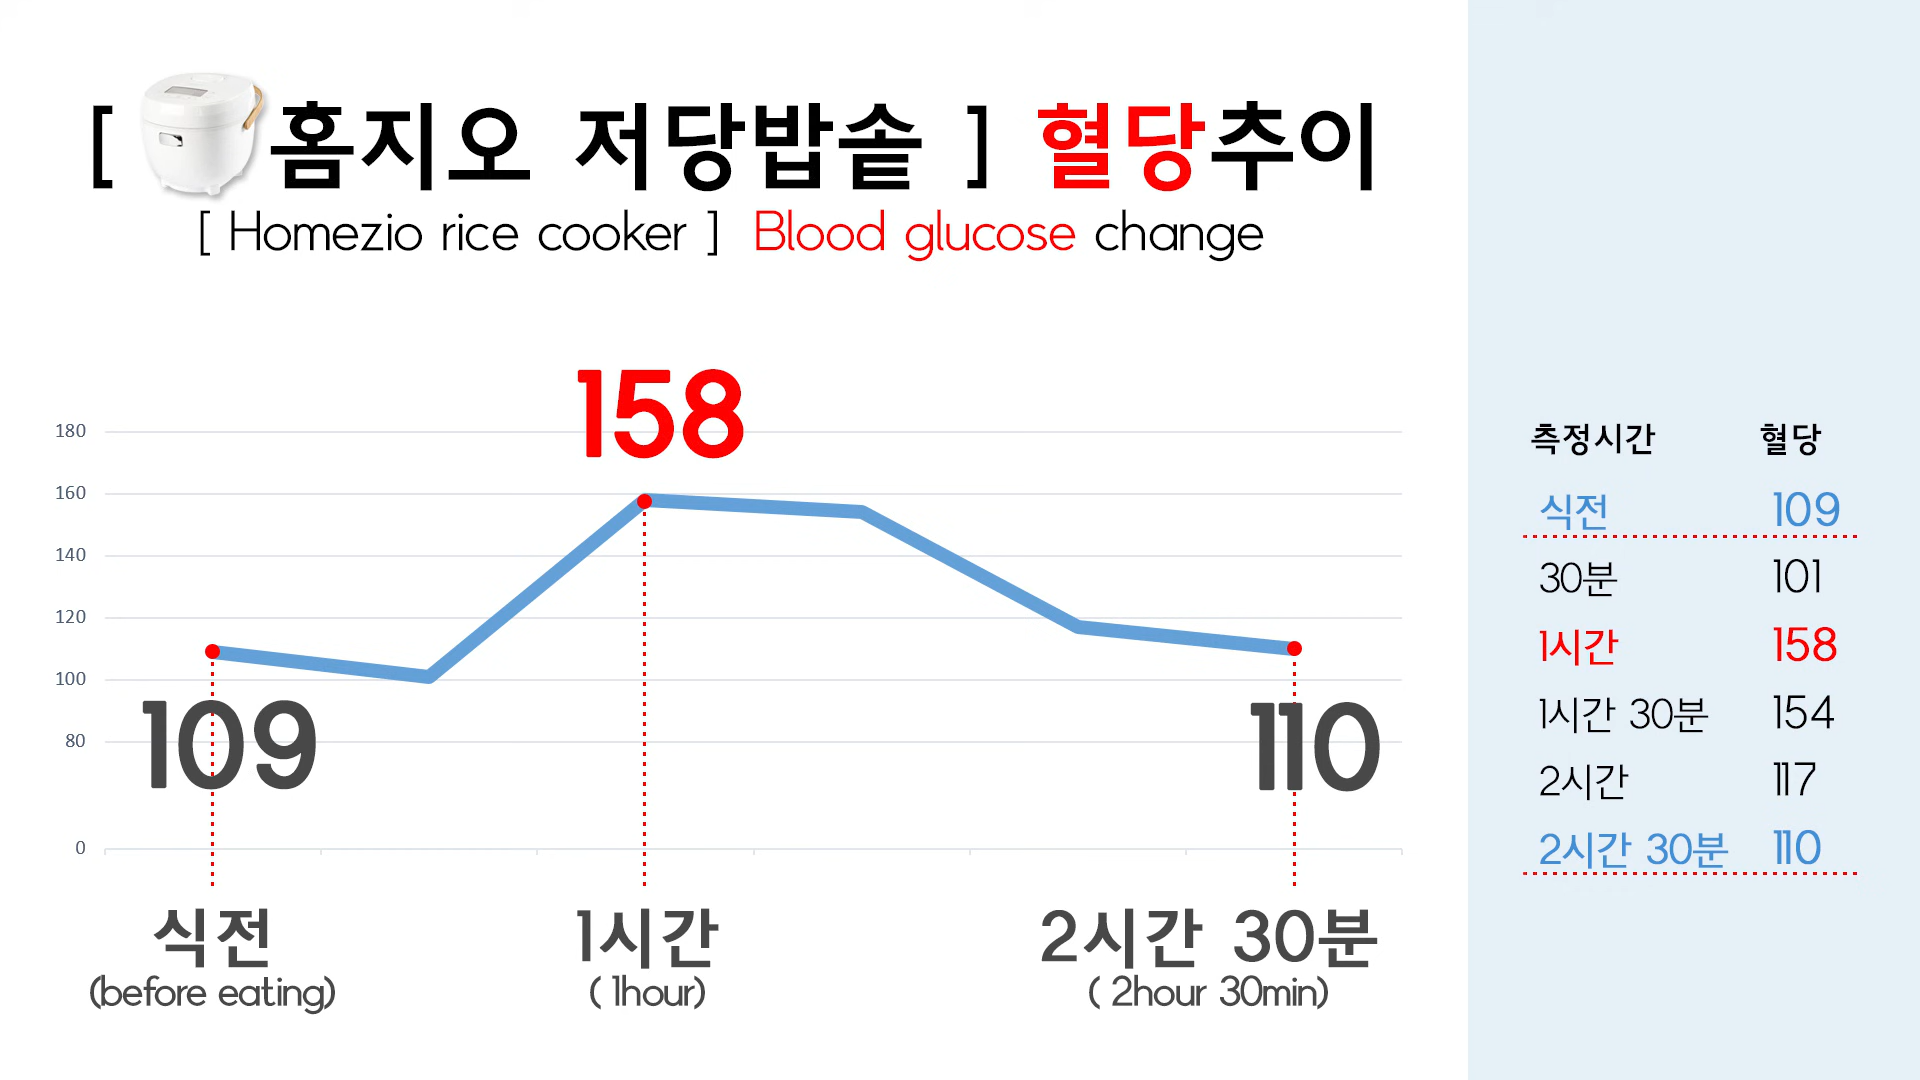 [ 홈지오 저당밥솥 ] 혈당추이
[ Homezio rice cooker ] Blood glucose change
158
180
160
140
120
100
80
0
109
110
식전
(before eating)
1시간
( 1hour)
2시간 30분
( 2hour 30min)
측정시간 혈당
식전 109
30분 101
1시간 158
1시간 30분 154
2시간 117
2시간 30분 110